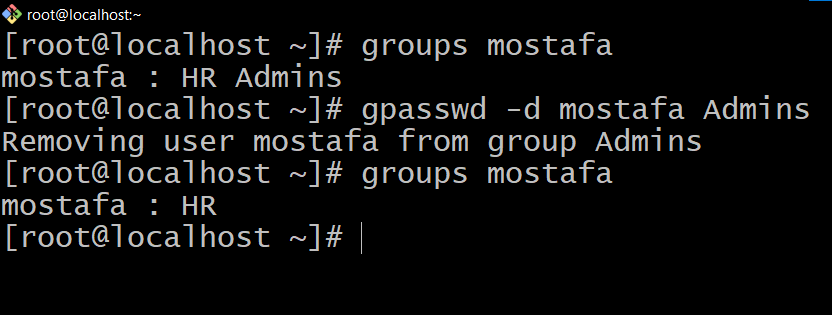 root@localhost:~
[root@localhost ~]# groups mostafa
mostafa : HR Admins
[root@localhost ~]# gpasswd -d mostafa Admins
Removing user mostafa from group Admins
[root@localhost ~]# groups mostafa
mostafa : HR
[root@localhost ~]#